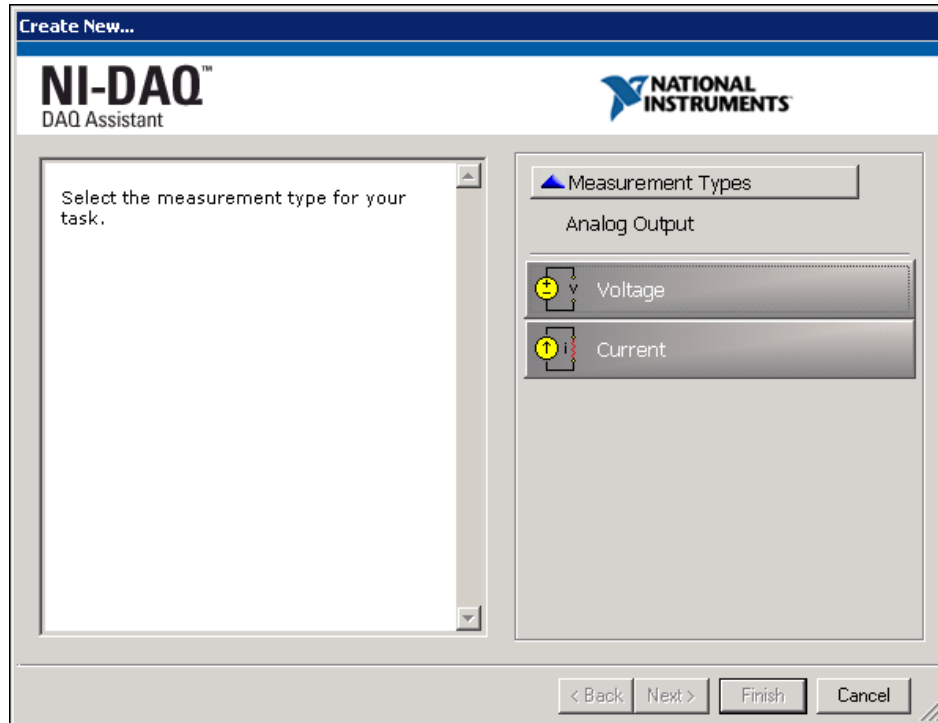 Create New...
NI-DAQ™
DAQ Assistant
NATIONAL
INSTRUMENTS
Select the measurement type for your
task.
Measurement Types
Analog Output
V
Voltage
i
Current
< Back
Next >
Finish
Cancel